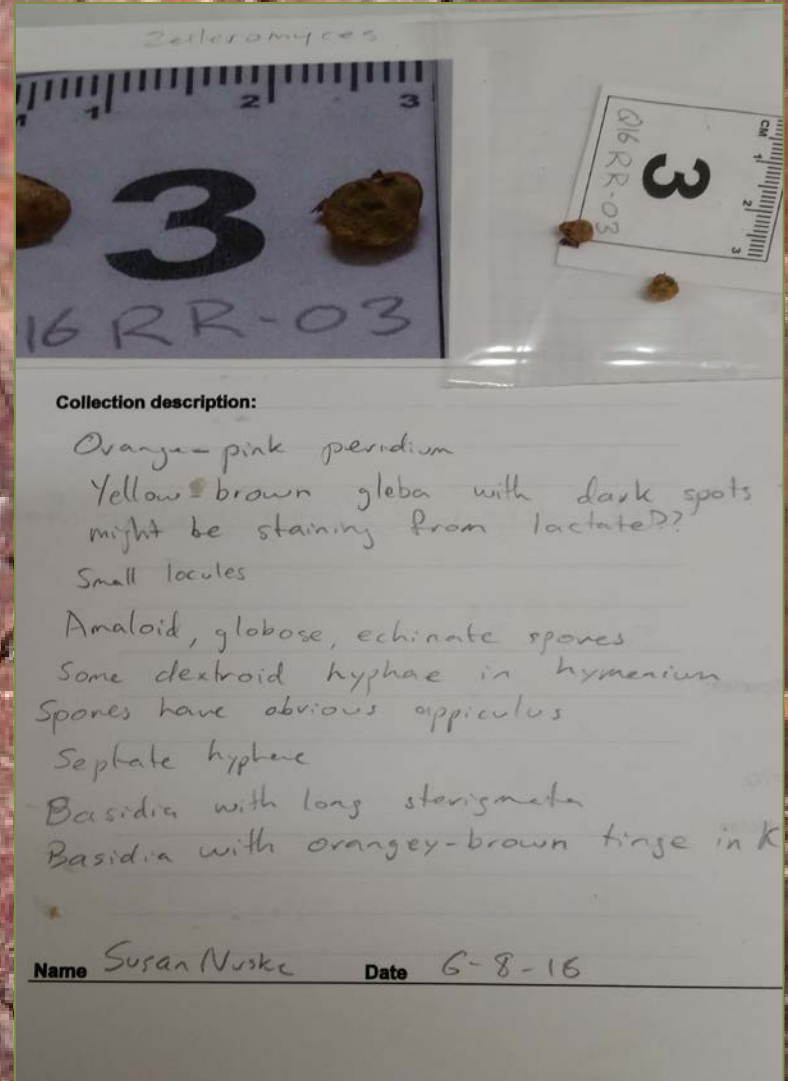 Zelleromyces
1 2 3
3
16 RR-03
CM 1 2 3
3
Q16 RR-03
Collection description:
Orange-pink peridium
Yellow-brown gleba with dark spots
might be staining from lactate??
Small locules
Amaloid, globose, echinate spores
Some dextroid hyphae in hymenium
Spores have obvious appiculus
Septate hyphae
Basidia with long sterigmata
Basidia with orangey-brown tinge in K
Name Susan Nuske Date 6-8-16